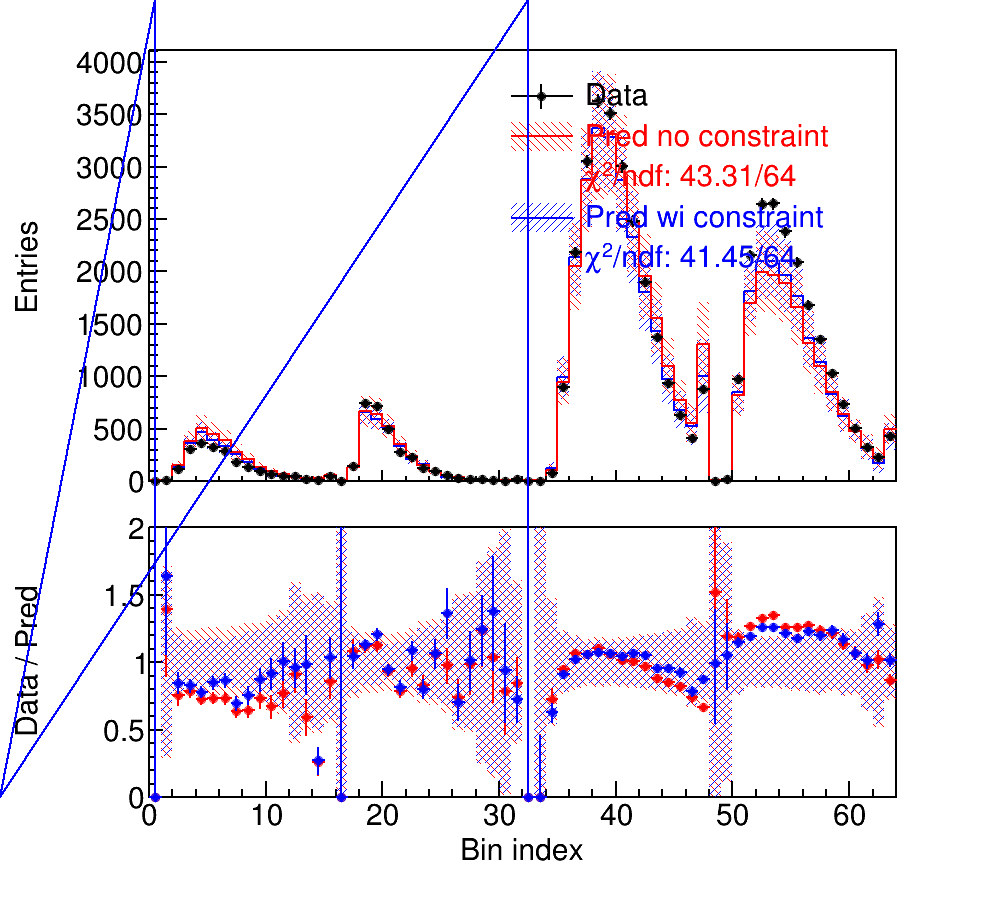 4000
3500
3000
2500
2000
1500
1000
500
0
Entries
Data
Pred no constraint
χ²/ndf: 43.31/64
Pred wi constraint
χ²/ndf: 41.45/64
2
1.5
1
0.5
0
Data / Pred
0 10 20 30 40 50 60
Bin index